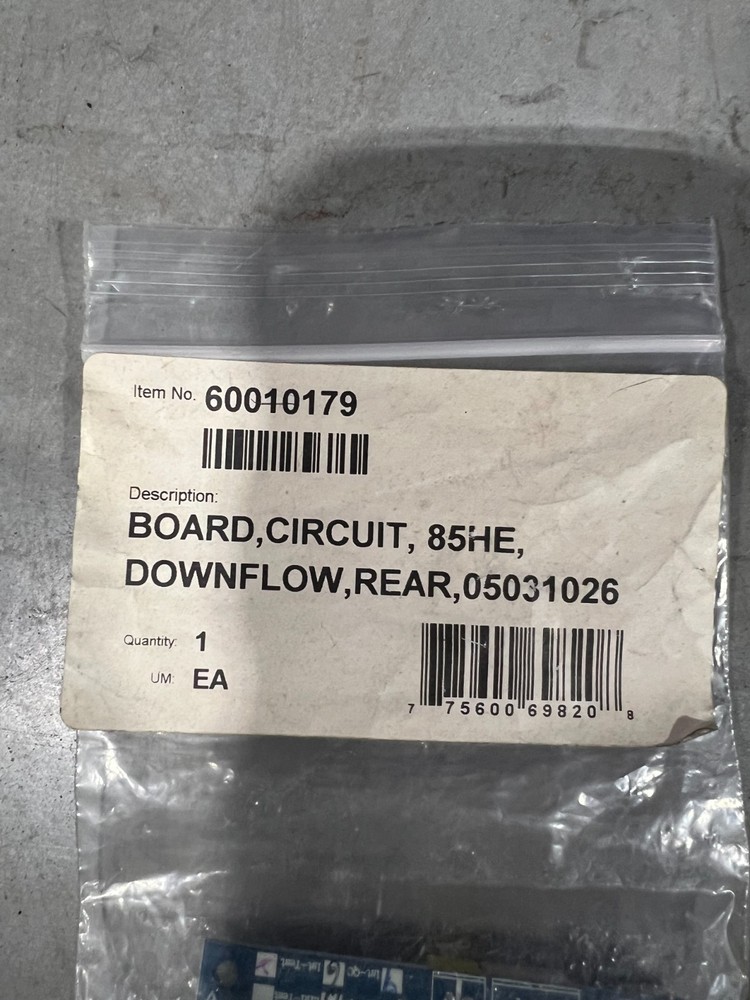 Item No. 60010179
Description:
BOARD,CIRCUIT, 85HE,
DOWNFLOW,REAR,05031026
Quantity: 1
UM: EA
7 75600 69820 8